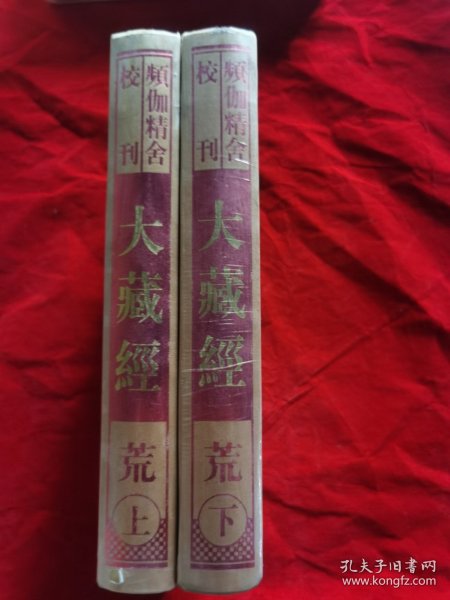 頻伽精舍
校刊
大藏經
荒
上
頻伽精舍
校刊
大藏經
荒
下
孔夫子旧书网
www.kongfz.com